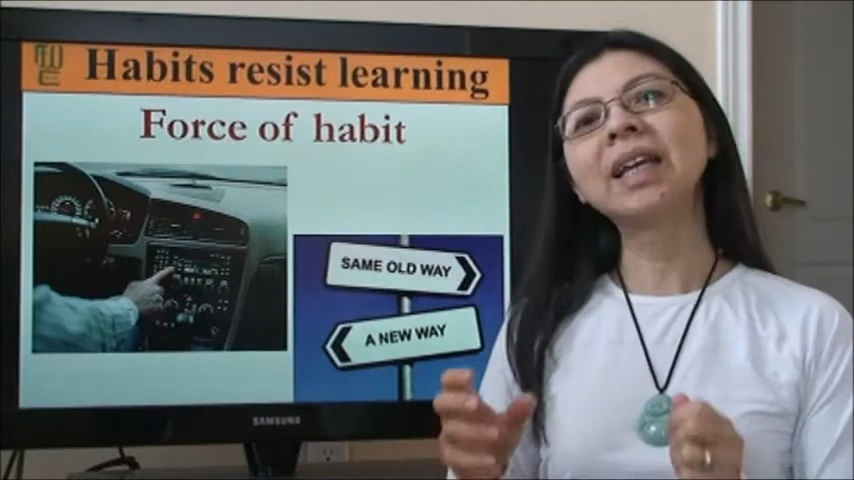 Habits resist learning
Force of habit
SAME OLD WAY
A NEW WAY
SAMSUNG